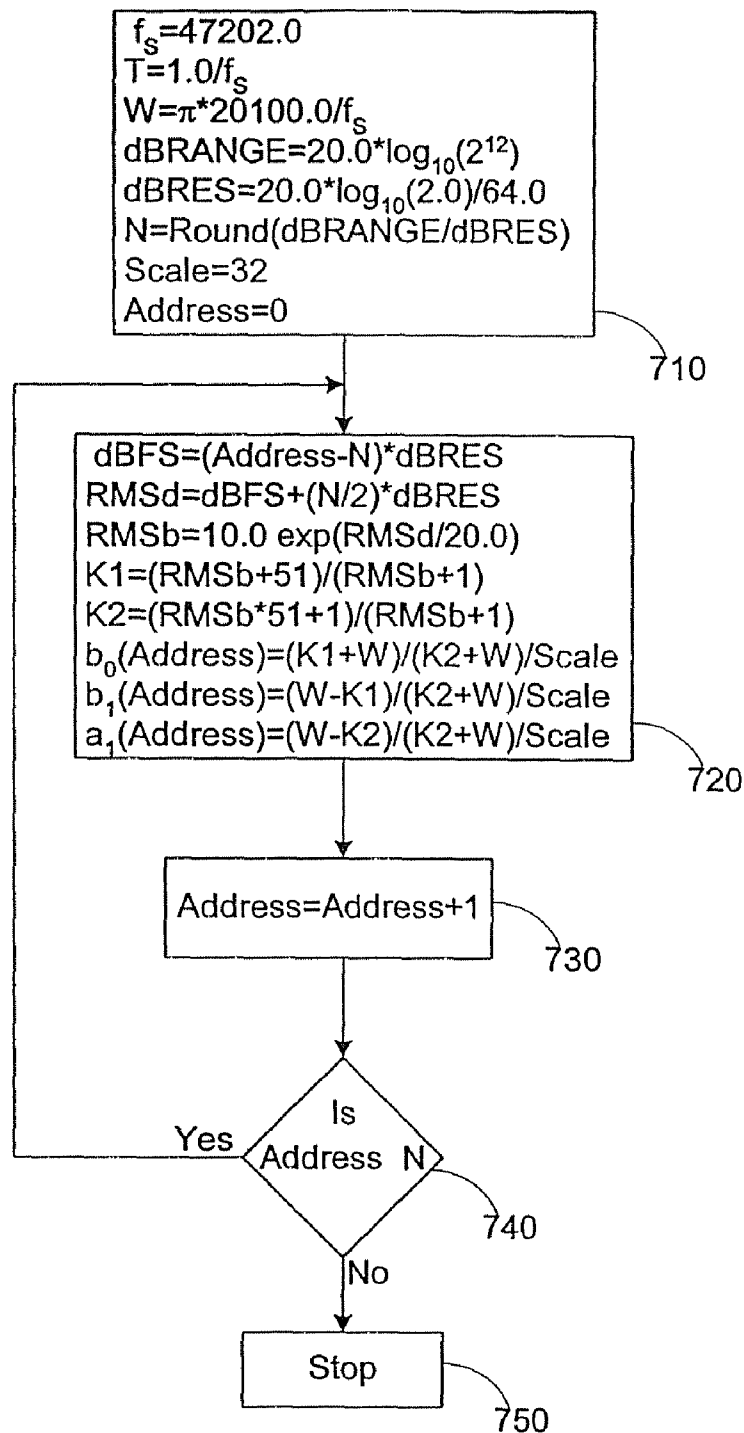 fₛ=47202.0
T=1.0/fₛ
W=π*20100.0/fₛ
dBRANGE=20.0*log₁₀(2¹²)
dBRES=20.0*log₁₀(2.0)/64.0
N=Round(dBRANGE/dBRES)
Scale=32
Address=0
710
dBFS=(Address-N)*dBRES
RMSd=dBFS+(N/2)*dBRES
RMSb=10.0 exp(RMSd/20.0)
K1=(RMSb+51)/(RMSb+1)
K2=(RMSb*51+1)/(RMSb+1)
b₀(Address)=(K1+W)/(K2+W)/Scale
b₁(Address)=(W-K1)/(K2+W)/Scale
a₁(Address)=(W-K2)/(K2+W)/Scale
720
Address=Address+1
730
Is
Yes
Address N
740
No
Stop
750